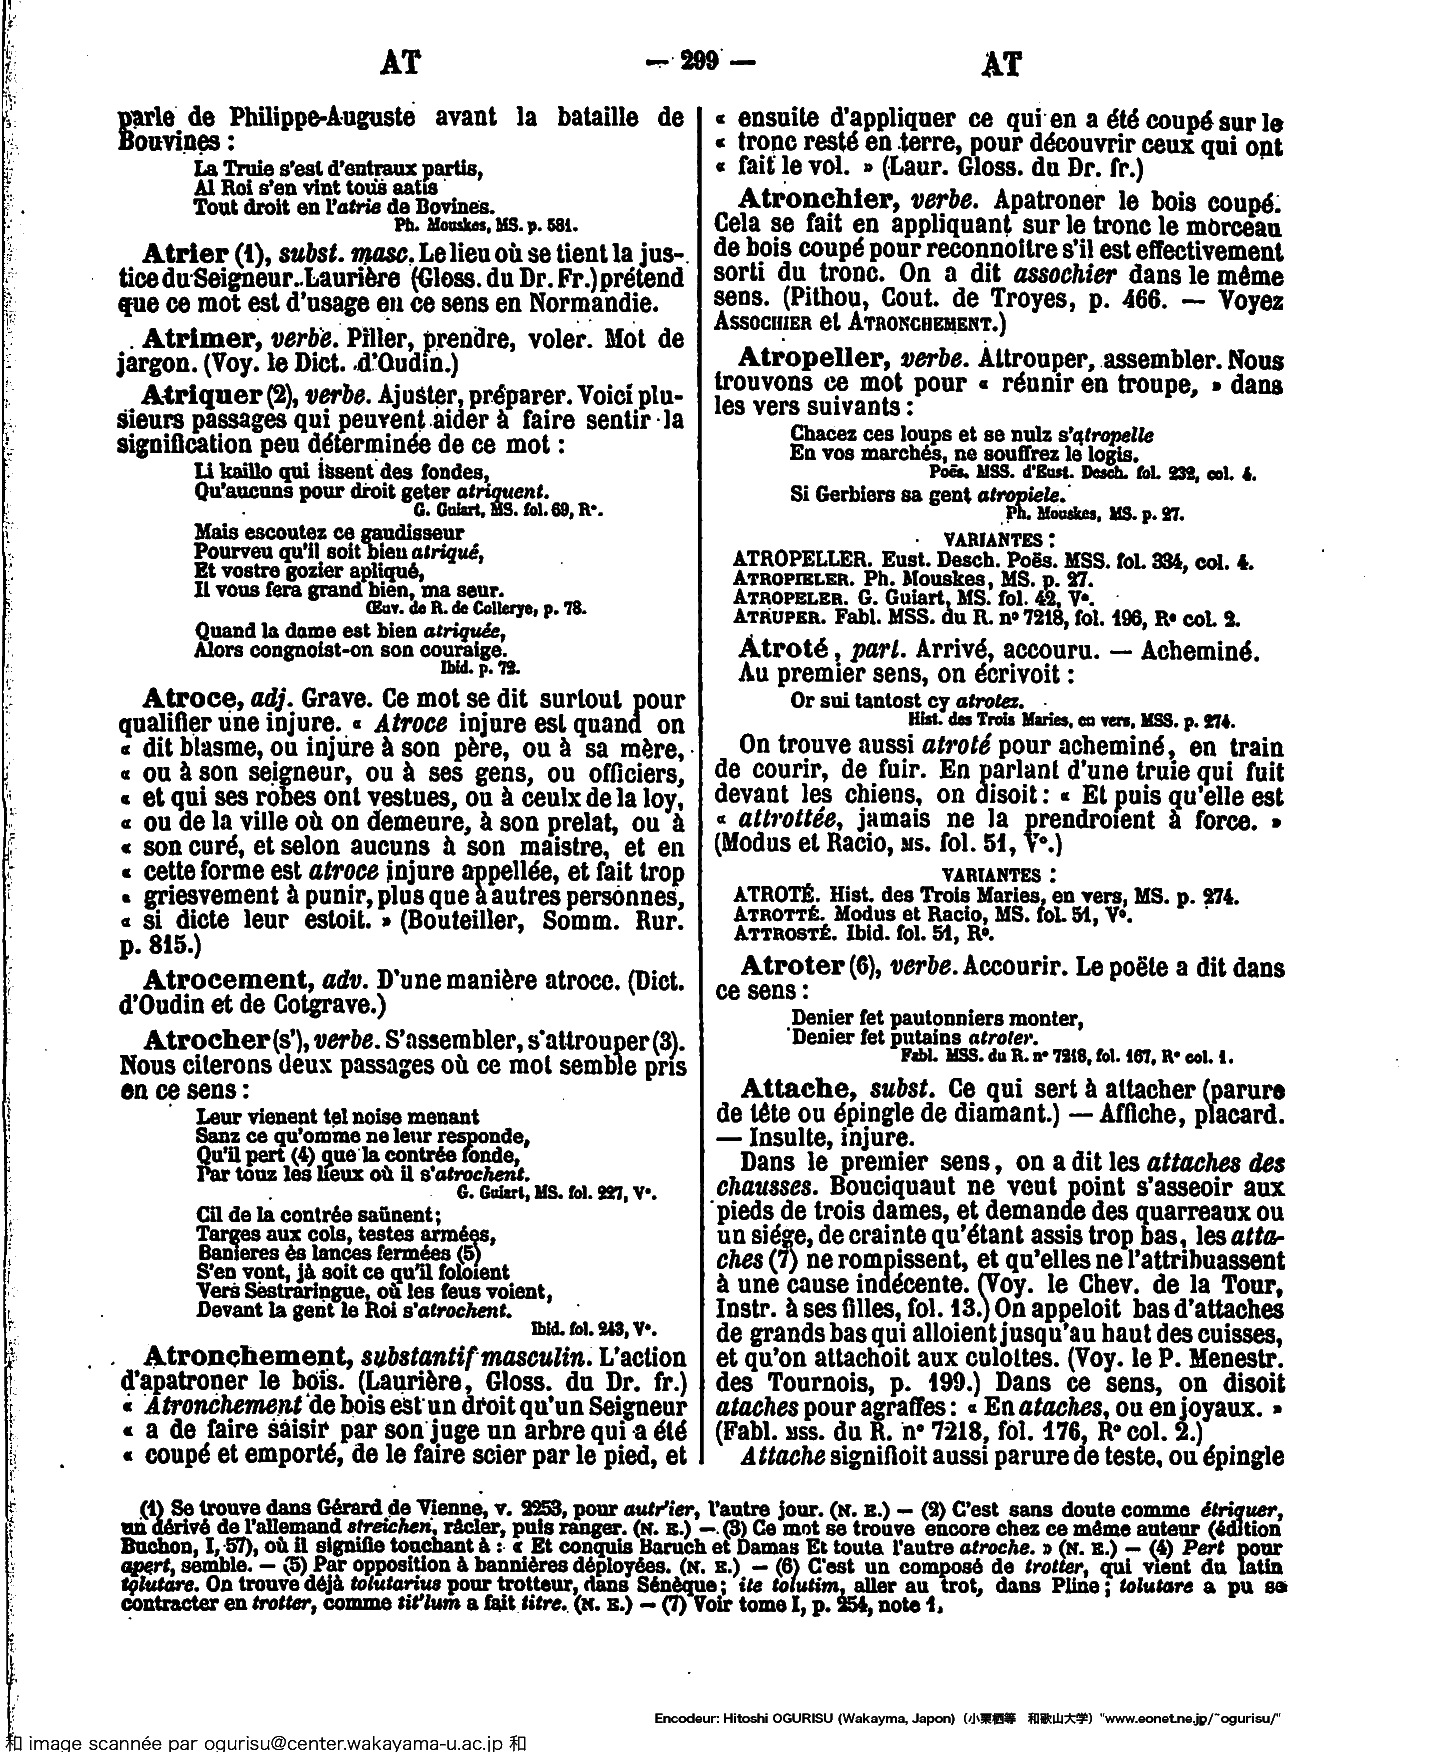 AT
— 299 —
AT
parle de Philippe-Auguste avant la bataille de
Bouvines :
La Truie s'est d'entraux partis,
Al Roi s'en vint tous aatis
Tout droit en l'atrie de Bovines.
Ph. Mouskes, MS. p. 581.
Atrier (1), subst. masc. Le lieu où se tient la jus-
tice du Seigneur. Laurière (Gloss. du Dr. Fr.) prétend
que ce mot est d'usage en ce sens en Normandie.
Atrimer, verbe. Piller, prendre, voler. Mot de
jargon. (Voy. le Dict. d'Oudin.)
Atriquer (2), verbe. Ajuster, préparer. Voici plu-
sieurs passages qui peuvent aider à faire sentir la
signification peu déterminée de ce mot :
Li kaillo qui issent des fondes,
Qu'aucuns pour droit geter atriquent.
G. Guiart, MS. fol. 69, R°.
Mais escoutez ce gaudisseur
Pourveu qu'il soit bien atriqué,
Et vostre gozier apliqué,
Il vous fera grand bien, ma seur.
Œuv. de R. de Collerye, p. 78.
Quand la dame est bien atriquée,
Alors congnoist-on son couraige.
Ibid. p. 72.
Atroce, adj. Grave. Ce mot se dit surtout pour
qualifier une injure. « Atroce injure est quand on
« dit blasme, ou injure à son père, ou à sa mère,
« ou à son seigneur, ou à ses gens, ou officiers,
« et qui ses robes ont vestues, ou à ceulx de la loy,
« ou de la ville où on demeure, à son prelat, ou à
« son curé, et selon aucuns à son maistre, et en
« cette forme est atroce injure appellée, et fait trop
« griesvement à punir, plus que à autres personnes,
« si dicte leur estoit. » (Bouteiller, Somm. Rur.
p. 815.)
Atrocement, adv. D'une manière atroce. (Dict.
d'Oudin et de Cotgrave.)
Atrocher (s'), verbe. S'assembler, s'attrouper (3).
Nous citerons deux passages où ce mot semble pris
en ce sens :
Leur vienent tel noise menant
Sanz ce qu'omme ne leur responde,
Qu'il pert (4) que la contrée fonde,
Par touz les lieux où il s'atrochent.
G. Guiart, MS. fol. 227, V°.
Cil de la contrée saünent ;
Targes aux cols, testes armées,
Banieres ès lances fermées (5)
S'en vont, jà soit ce qu'il foloient
Vers Sestraringue, où les feus voient,
Devant la gent le Roi s'atrochent.
Ibid. fol. 243, V°.
Atronchement, substantif masculin. L'action
d'apatroner le bois. (Laurière, Gloss. du Dr. fr.)
« Atronchement de bois est un droit qu'un Seigneur
« a de faire saisir par son juge un arbre qui a été
« coupé et emporté, de le faire scier par le pied, et
« ensuite d'appliquer ce qui en a été coupé sur le
« tronc resté en terre, pour découvrir ceux qui ont
« fait le vol. » (Laur. Gloss. du Dr. fr.)
Atronchier, verbe. Apatroner le bois coupé.
Cela se fait en appliquant sur le tronc le morceau
de bois coupé pour reconnoitre s'il est effectivement
sorti du tronc. On a dit assochier dans le même
sens. (Pithou, Cout. de Troyes, p. 466. — Voyez
ASSOCHIER et ATRONCHEMENT.)
Atropeller, verbe. Attrouper, assembler. Nous
trouvons ce mot pour « réunir en troupe, » dans
les vers suivants :
Chacez ces loups et se nulz s'atropelle
En vos marchés, ne souffrez le logis.
Poës. MSS. d'Eust. Desch. fol. 232, col. 4.
Si Gerbiers sa gent atropiele.
Ph. Mouskes, MS. p. 27.
VARIANTES :
ATROPELLER. Eust. Desch. Poës. MSS. fol. 334, col. 4.
ATROPIELER. Ph. Mouskes, MS. p. 27.
ATROPELER. G. Guiart, MS. fol. 42, V°.
ATRUPER. Fabl. MSS. du R. n° 7218, fol. 196, R° col. 2.
Atroté, part. Arrivé, accouru. — Acheminé.
Au premier sens, on écrivoit :
Or sui tantost cy atrotez.
Hist. des Trois Maries, en vers, MSS. p. 274.
On trouve aussi atroté pour acheminé, en train
de courir, de fuir. En parlant d'une truie qui fuit
devant les chiens, on disoit : « Et puis qu'elle est
« attrottée, jamais ne la prendroient à force. »
(Modus et Racio, MS. fol. 51, V°.)
VARIANTES :
ATROTÉ. Hist. des Trois Maries, en vers, MS. p. 274.
ATROTTÉ. Modus et Racio, MS. fol. 51, V°.
ATTROSTÉ. Ibid. fol. 51, R°.
Atroter (6), verbe. Accourir. Le poëte a dit dans
ce sens :
Denier fet pautonniers monter,
Denier fet putains atroter.
Fabl. MSS. du R. n° 7218, fol. 167, R° col. 1.
Attache, subst. Ce qui sert à attacher (parure
de tête ou épingle de diamant.) — Affiche, placard.
— Insulte, injure.
Dans le premier sens, on a dit les attaches des
chausses. Bouciquaut ne veut point s'asseoir aux
pieds de trois dames, et demande des quarreaux ou
un siége, de crainte qu'étant assis trop bas, les atta-
ches (7) ne rompissent, et qu'elles ne l'attribuassent
à une cause indécente. (Voy. le Chev. de la Tour,
Instr. à ses filles, fol. 13.) On appeloit bas d'attaches
de grands bas qui alloient jusqu'au haut des cuisses,
et qu'on attachoit aux culottes. (Voy. le P. Menestr.
des Tournois, p. 199.) Dans ce sens, on disoit
ataches pour agraffes : « En ataches, ou en joyaux. »
(Fabl. MSS. du R. n° 7218, fol. 176, R° col. 2.)
Attache signifioit aussi parure de teste, ou épingle
(1) Se trouve dans Gérard de Vienne, v. 2253, pour autr'ier, l'autre jour. (N. E.) — (2) C'est sans doute comme étriquer,
un dérivé de l'allemand streichen, râcler, puis ranger. (N. E.) — (3) Ce mot se trouve encore chez ce même auteur (édition
Buchon, I, 57), où il signifie touchant à : « Et conquis Baruch et Damas Et toute l'autre atroche. » (N. E.) — (4) Pert pour
apert, semble. — (5) Par opposition à bannières déployées. (N. E.) — (6) C'est un composé de trotter, qui vient du latin
tolutare. On trouve déjà tolutarius pour trotteur, dans Sénèque ; ite tolutim, aller au trot, dans Pline ; tolutare a pu se
contracter en trotter, comme tit'lum a fait titre. (N. E.) — (7) Voir tome I, p. 254, note 1.
Encodeur: Hitoshi OGURISU (Wakayma, Japon) (小栗栖等 和歌山大学) "www.eonet.ne.jp/~ogurisu/"
和 image scannée par ogurisu@center.wakayama-u.ac.jp 和